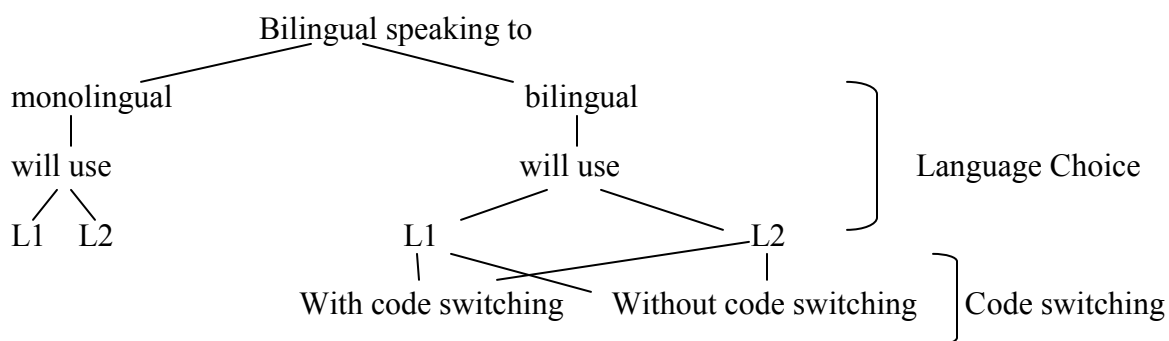 Bilingual speaking to
monolingual bilingual
will use will use Language Choice
L1 L2 L1 L2
With code switching Without code switching Code switching